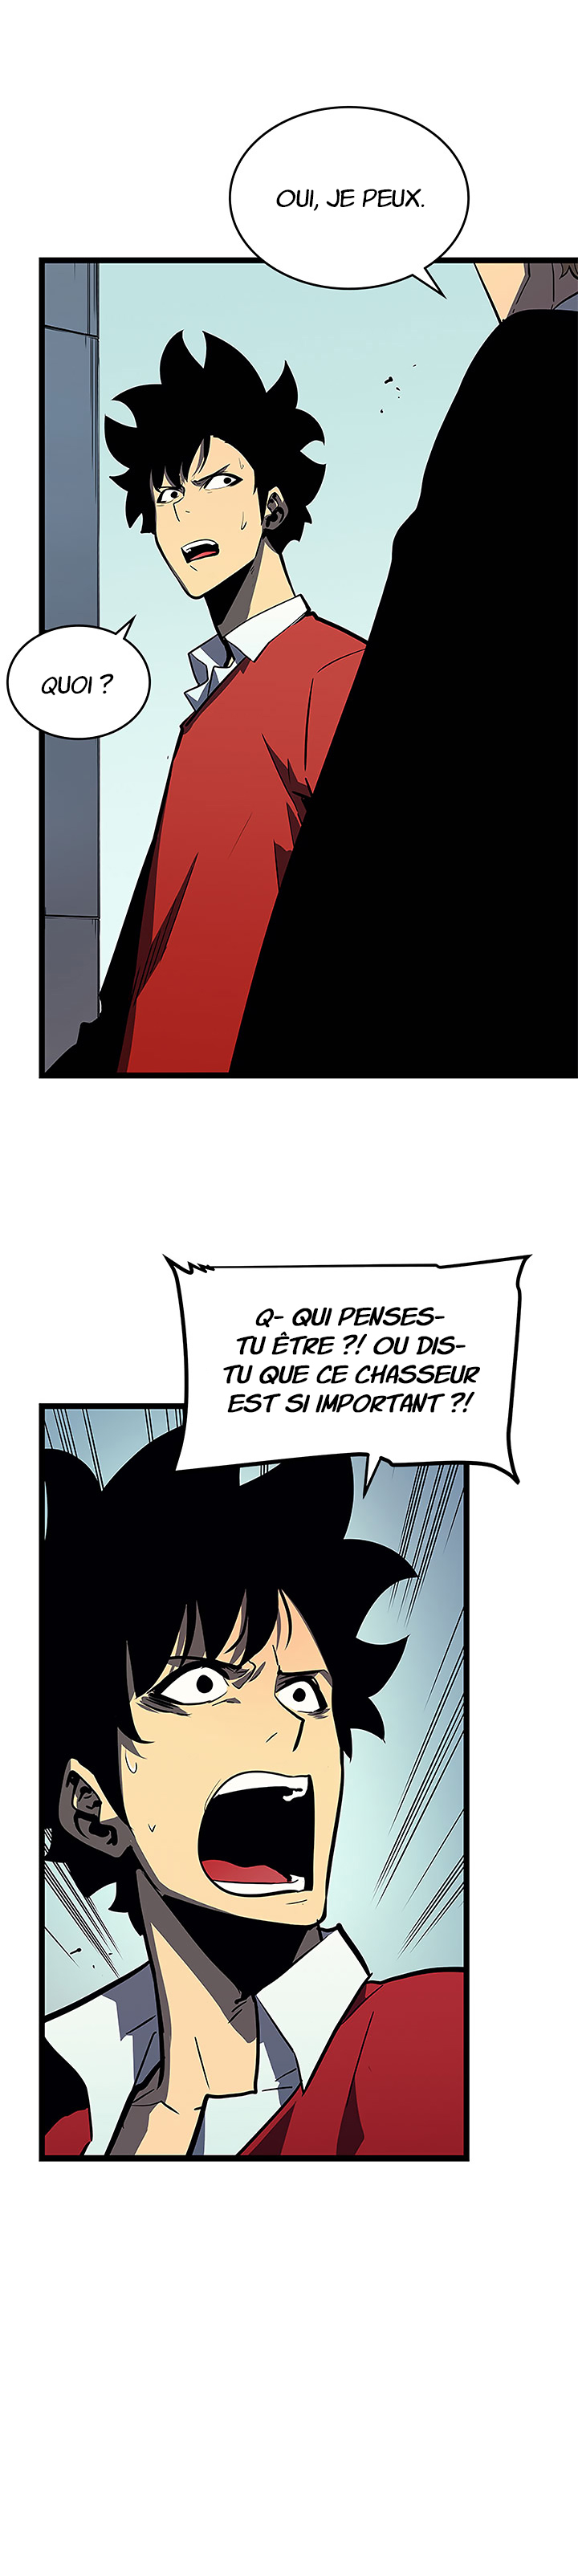 OUI, JE PEUX.
QUOI ?
Q- QUI PENSES-
TU ÊTRE ?! OU DIS-
TU QUE CE CHASSEUR
EST SI IMPORTANT ?!